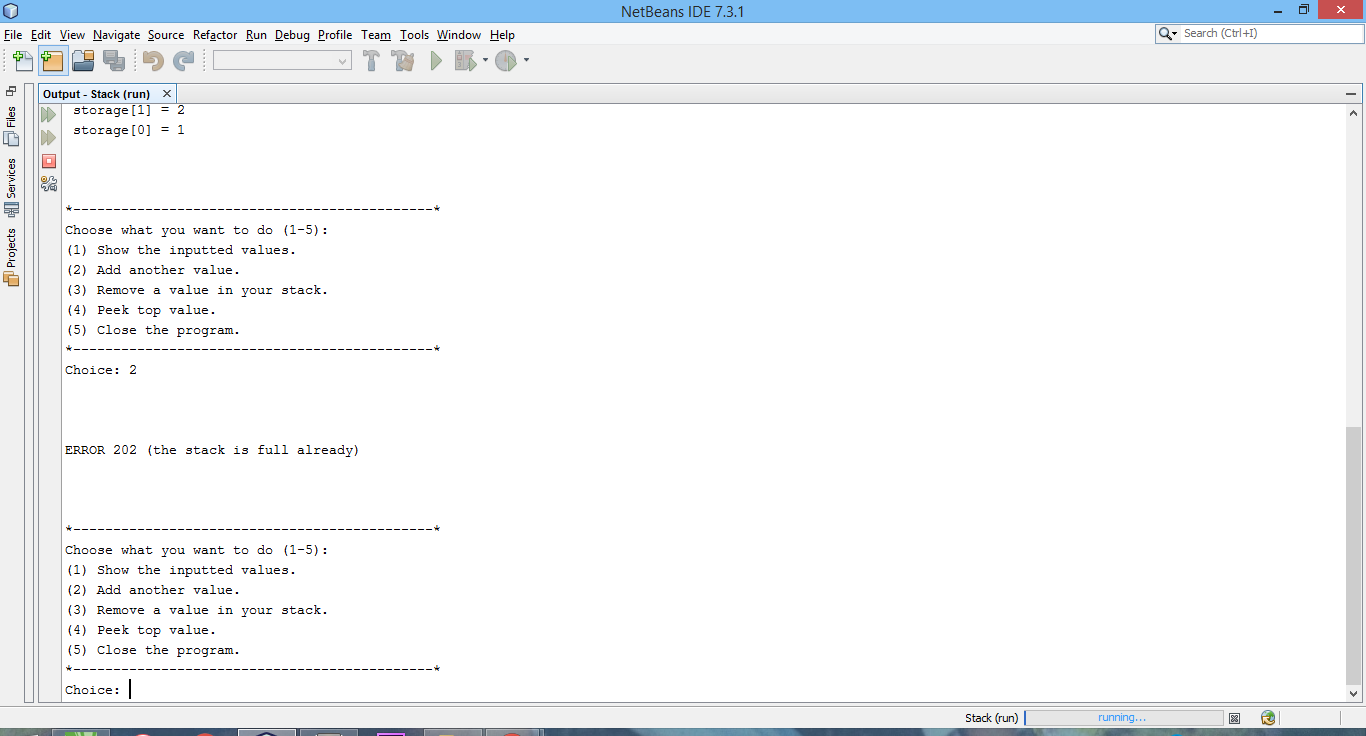 NetBeans IDE 7.3.1
File Edit View Navigate Source Refactor Run Debug Profile Team Tools Window Help
Search (Ctrl+I)
Files
Services
Projects
Output - Stack (run)
storage[1] = 2
storage[0] = 1
*---------------------------------------------*
Choose what you want to do (1-5):
(1) Show the inputted values.
(2) Add another value.
(3) Remove a value in your stack.
(4) Peek top value.
(5) Close the program.
*---------------------------------------------*
Choice: 2
ERROR 202 (the stack is full already)
*---------------------------------------------*
Choose what you want to do (1-5):
(1) Show the inputted values.
(2) Add another value.
(3) Remove a value in your stack.
(4) Peek top value.
(5) Close the program.
*---------------------------------------------*
Choice:
Stack (run) running...